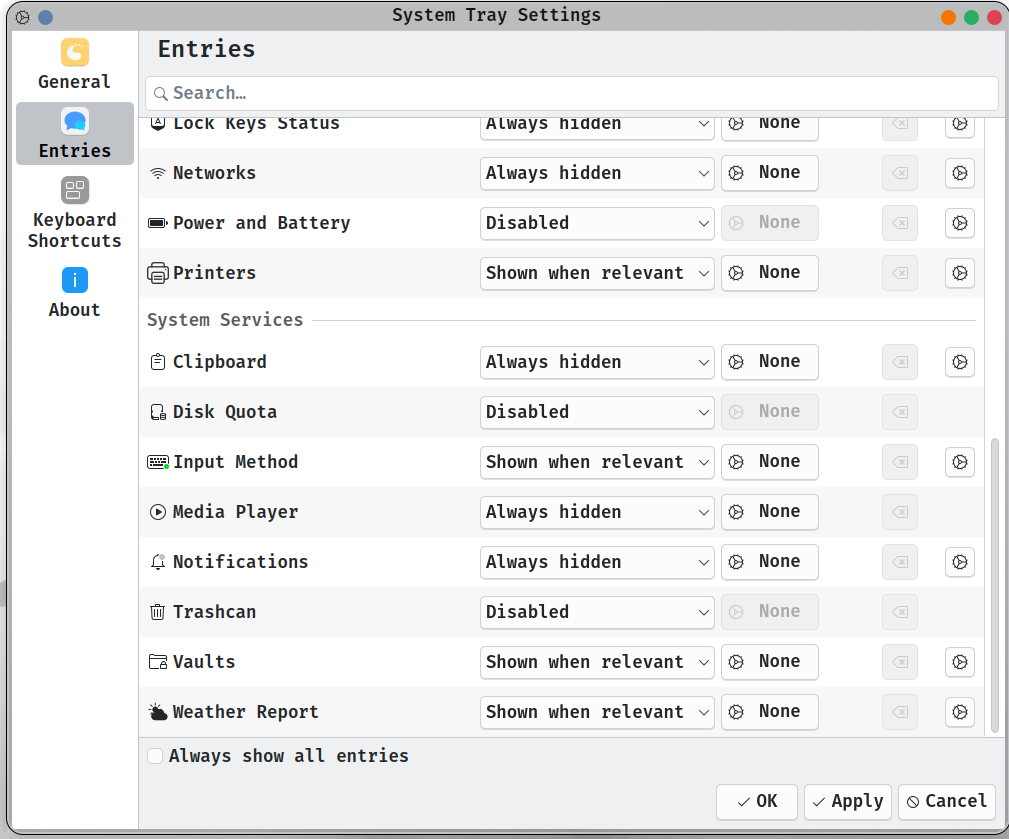 System Tray Settings
General
Entries
Keyboard
Shortcuts
About
Entries
Search…
Lock Keys Status Always hidden None
Networks Always hidden None
Power and Battery Disabled None
Printers Shown when relevant None
System Services
Clipboard Always hidden None
Disk Quota Disabled None
Input Method Shown when relevant None
Media Player Always hidden None
Notifications Always hidden None
Trashcan Disabled None
Vaults Shown when relevant None
Weather Report Shown when relevant None
Always show all entries
OK Apply Cancel